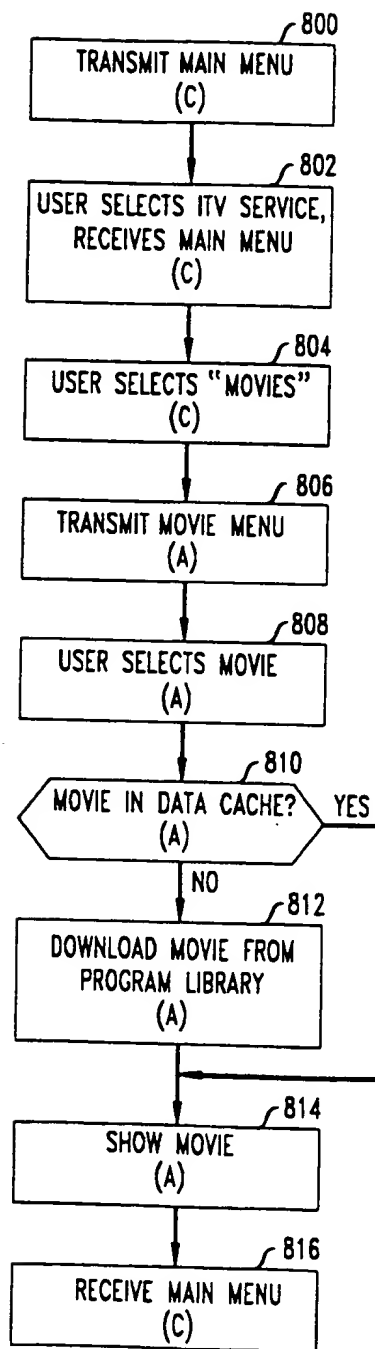 800
TRANSMIT MAIN MENU
(C)
802
USER SELECTS ITV SERVICE,
RECEIVES MAIN MENU
(C)
804
USER SELECTS "MOVIES"
(C)
806
TRANSMIT MOVIE MENU
(A)
808
USER SELECTS MOVIE
(A)
810
MOVIE IN DATA CACHE?
(A)
YES
NO
812
DOWNLOAD MOVIE FROM
PROGRAM LIBRARY
(A)
814
SHOW MOVIE
(A)
816
RECEIVE MAIN MENU
(C)